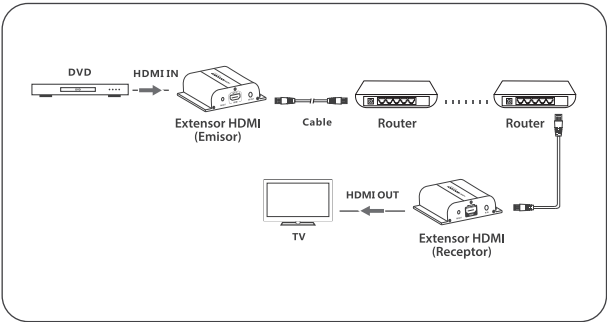 DVD
HDMI IN
Extensor HDMI
(Emisor)
Cable
Router
Router
HDMI OUT
TV
Extensor HDMI
(Receptor)